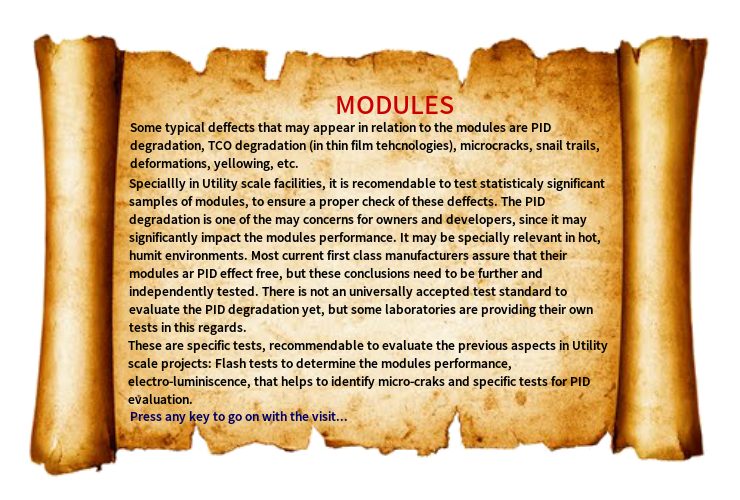 MODULES
Some typical deffects that may appear in relation to the modules are PID
degradation, TCO degradation (in thin film tehcnologies), microcracks, snail trails,
deformations, yellowing, etc.
Speciallly in Utility scale facilities, it is recomendable to test statisticaly significant
samples of modules, to ensure a proper check of these deffects. The PID
degradation is one of the may concerns for owners and developers, since it may
significantly impact the modules performance. It may be specially relevant in hot,
humit environments. Most current first class manufacturers assure that their
modules ar PID effect free, but these conclusions need to be further and
independently tested. There is not an universally accepted test standard to
evaluate the PID degradation yet, but some laboratories are providing their own
tests in this regards.
These are specific tests, recommendable to evaluate the previous aspects in Utility
scale projects: Flash tests to determine the modules performance,
electro-luminiscence, that helps to identify micro-craks and specific tests for PID
evaluation.
Press any key to go on with the visit...